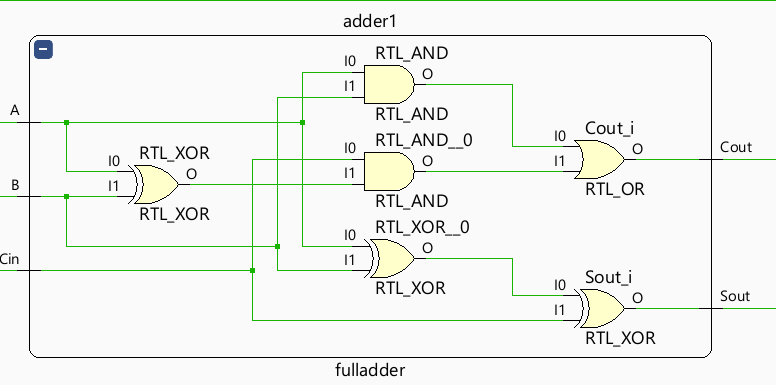 adder1
RTL_AND
I0
O
I1
RTL_AND
A
RTL_XOR
I0
O
I1
RTL_XOR
B
RTL_AND__0
I0
O
I1
RTL_AND
Cout_i
I0
O
I1
RTL_OR
Cout
RTL_XOR__0
I0
O
I1
RTL_XOR
Cin
Sout_i
I0
O
I1
RTL_XOR
Sout
fulladder